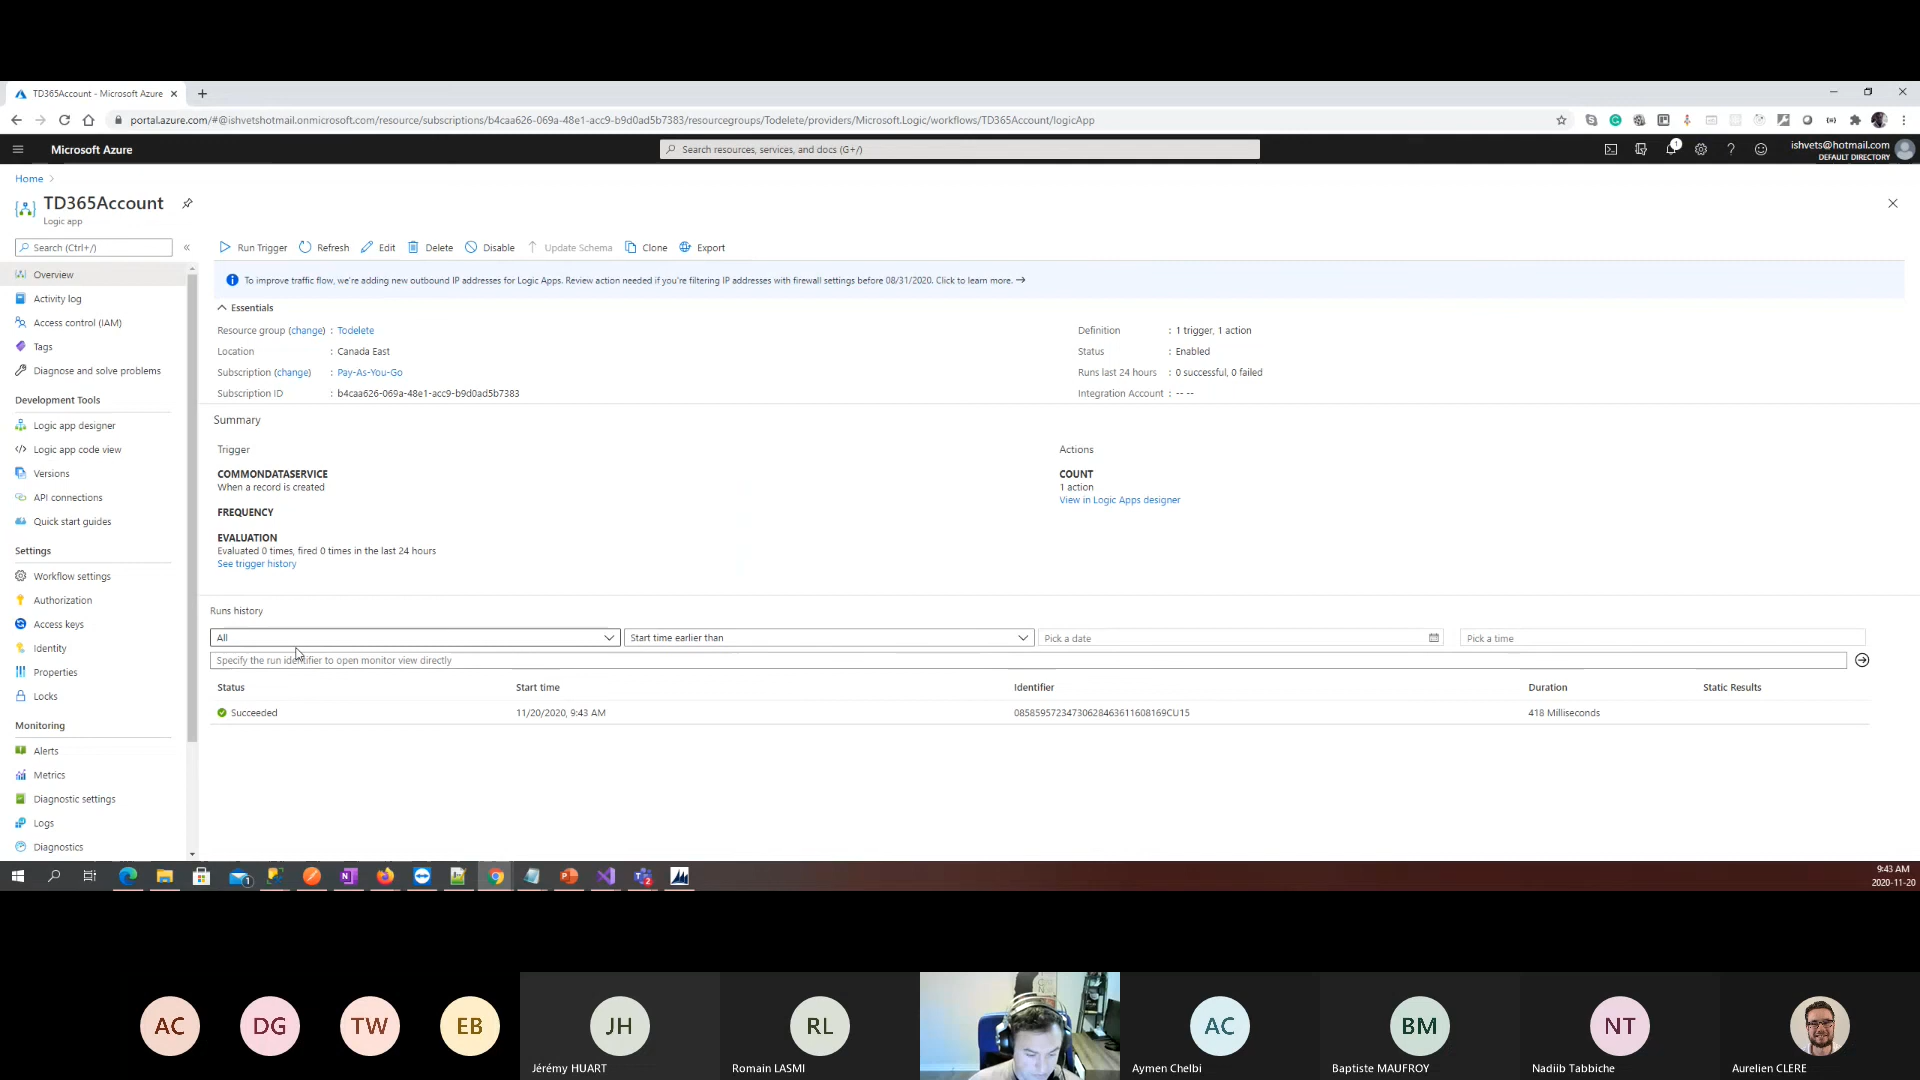 TD365Account - Microsoft Azure
portal.azure.com/#@ishvetshotmail.onmicrosoft.com/resource/subscriptions/b4caa626-069a-48e1-acc9-b9d0ad5b7383/resourcegroups/Todelete/providers/Microsoft.Logic/workflows/TD365Account/logicApp
Microsoft Azure
Search resources, services, and docs (G+/)
1
ishvets@hotmail.com
DEFAULT DIRECTORY
Home
TD365Account
Logic app
Search (Ctrl+/)
Run Trigger
Refresh
Edit
Delete
Disable
Update Schema
Clone
Export
To improve traffic flow, we're adding new outbound IP addresses for Logic Apps. Review action needed if you're filtering IP addresses with firewall settings before 08/31/2020. Click to learn more. →
Overview
Activity log
Access control (IAM)
Tags
Diagnose and solve problems
Development Tools
Logic app designer
Logic app code view
Versions
API connections
Quick start guides
Settings
Workflow settings
Authorization
Access keys
Identity
Properties
Locks
Monitoring
Alerts
Metrics
Diagnostic settings
Logs
Diagnostics
Essentials
Resource group (change) : Todelete
Location : Canada East
Subscription (change) : Pay-As-You-Go
Subscription ID : b4caa626-069a-48e1-acc9-b9d0ad5b7383
Definition : 1 trigger, 1 action
Status : Enabled
Runs last 24 hours : 0 successful, 0 failed
Integration Account : -- --
Summary
Trigger
COMMONDATASERVICE
When a record is created
FREQUENCY
EVALUATION
Evaluated 0 times, fired 0 times in the last 24 hours
See trigger history
Actions
COUNT
1 action
View in Logic Apps designer
Runs history
All
Start time earlier than
Pick a date
Pick a time
Specify the run identifier to open monitor view directly
Status Start time Identifier Duration Static Results
Succeeded 11/20/2020, 9:43 AM 08585957234730628463611608169CU15 418 Milliseconds
9:43 AM
2020-11-20
AC
DG
TW
EB
JH
Jérémy HUART
RL
Romain LASMI
AC
Aymen Chelbi
BM
Baptiste MAUFROY
NT
Nadiib Tabbiche
Aurelien CLERE